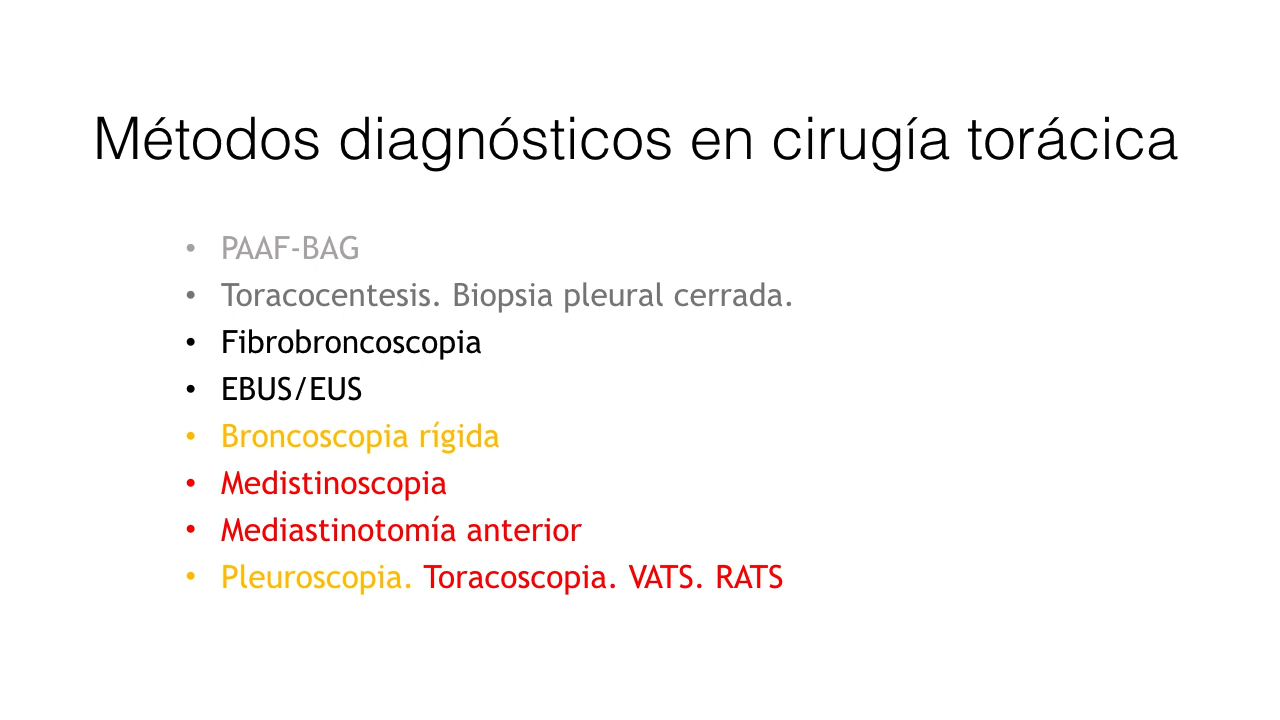 Métodos diagnósticos en cirugía torácica
• PAAF-BAG
• Toracocentesis. Biopsia pleural cerrada.
• Fibrobroncoscopia
• EBUS/EUS
• Broncoscopia rígida
• Medistinoscopia
• Mediastinotomía anterior
• Pleuroscopia. Toracoscopia. VATS. RATS